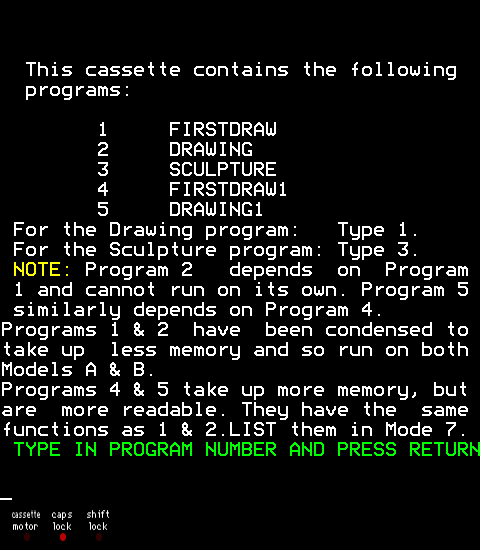 This cassette contains the following
programs:
1 FIRSTDRAW
2 DRAWING
3 SCULPTURE
4 FIRSTDRAW1
5 DRAWING1
For the Drawing program: Type 1.
For the Sculpture program: Type 3.
NOTE: Program 2 depends on Program
1 and cannot run on its own. Program 5
similarly depends on Program 4.
Programs 1 & 2 have been condensed to
take up less memory and so run on both
Models A & B.
Programs 4 & 5 take up more memory, but
are more readable. They have the same
functions as 1 & 2.LIST them in Mode 7.
TYPE IN PROGRAM NUMBER AND PRESS RETURN
cassette motor caps lock shift lock